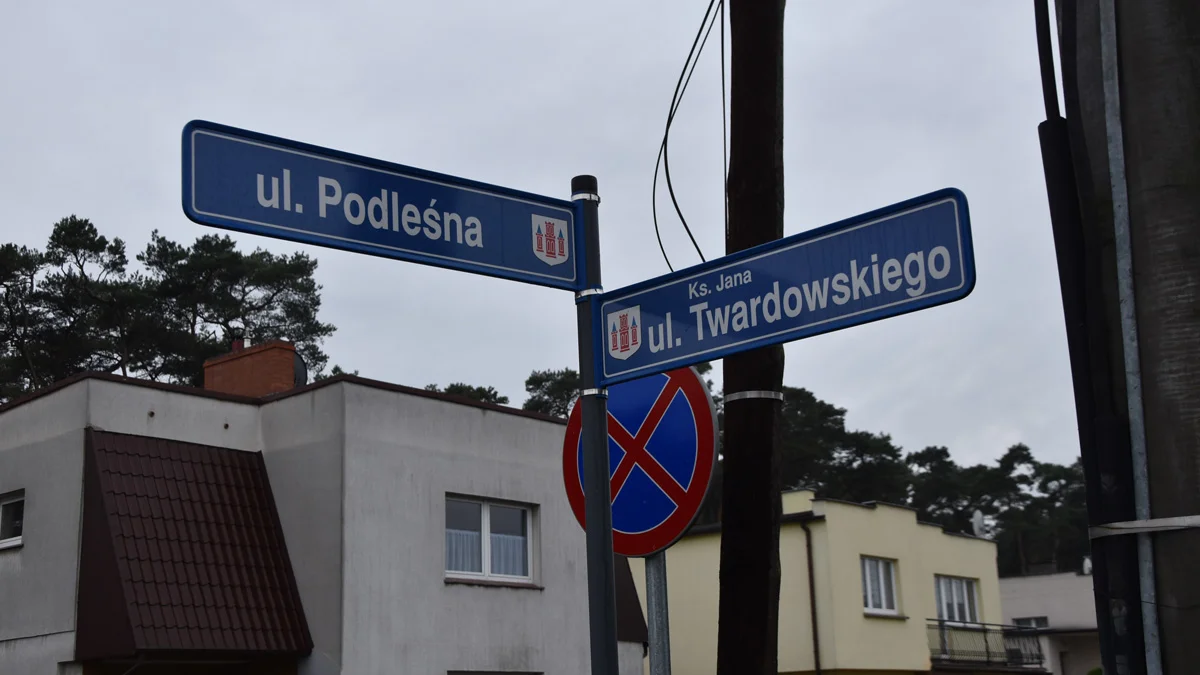 ul. Podleśna
Ks. Jana
ul. Twardowskiego